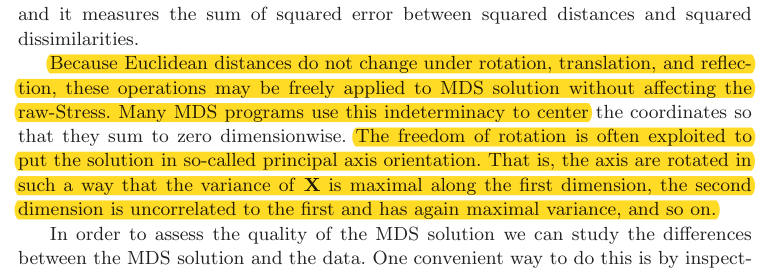 and it measures the sum of squared error between squared distances and squared
dissimilarities.
Because Euclidean distances do not change under rotation, translation, and reflec-
tion, these operations may be freely applied to MDS solution without affecting the
raw-Stress. Many MDS programs use this indeterminacy to center the coordinates so
that they sum to zero dimensionwise. The freedom of rotation is often exploited to
put the solution in so-called principal axis orientation. That is, the axis are rotated in
such a way that the variance of X is maximal along the first dimension, the second
dimension is uncorrelated to the first and has again maximal variance, and so on.
In order to assess the quality of the MDS solution we can study the differences
between the MDS solution and the data. One convenient way to do this is by inspect-